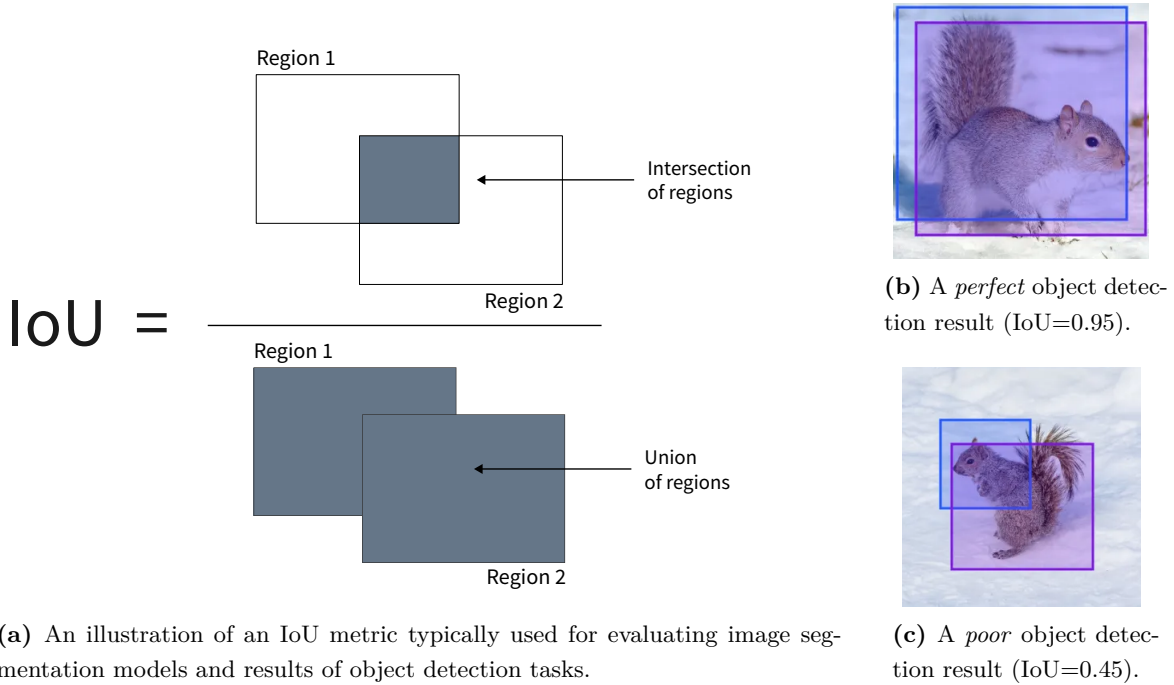 Region 1
Intersection
of regions
Region 2
IoU =
Region 1
Union
of regions
Region 2
(a) An illustration of an IoU metric typically used for evaluating image seg-
mentation models and results of object detection tasks.
(b) A perfect object detec-
tion result (IoU=0.95).
(c) A poor object detec-
tion result (IoU=0.45).